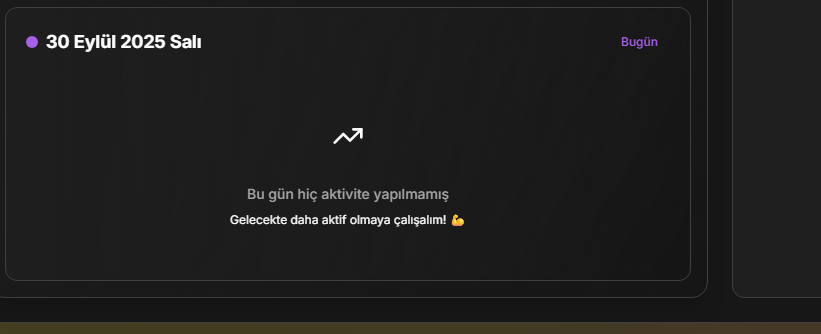 30 Eylül 2025 Salı
Bugün
Bu gün hiç aktivite yapılmamış
Gelecekte daha aktif olmaya çalışalım! 💪